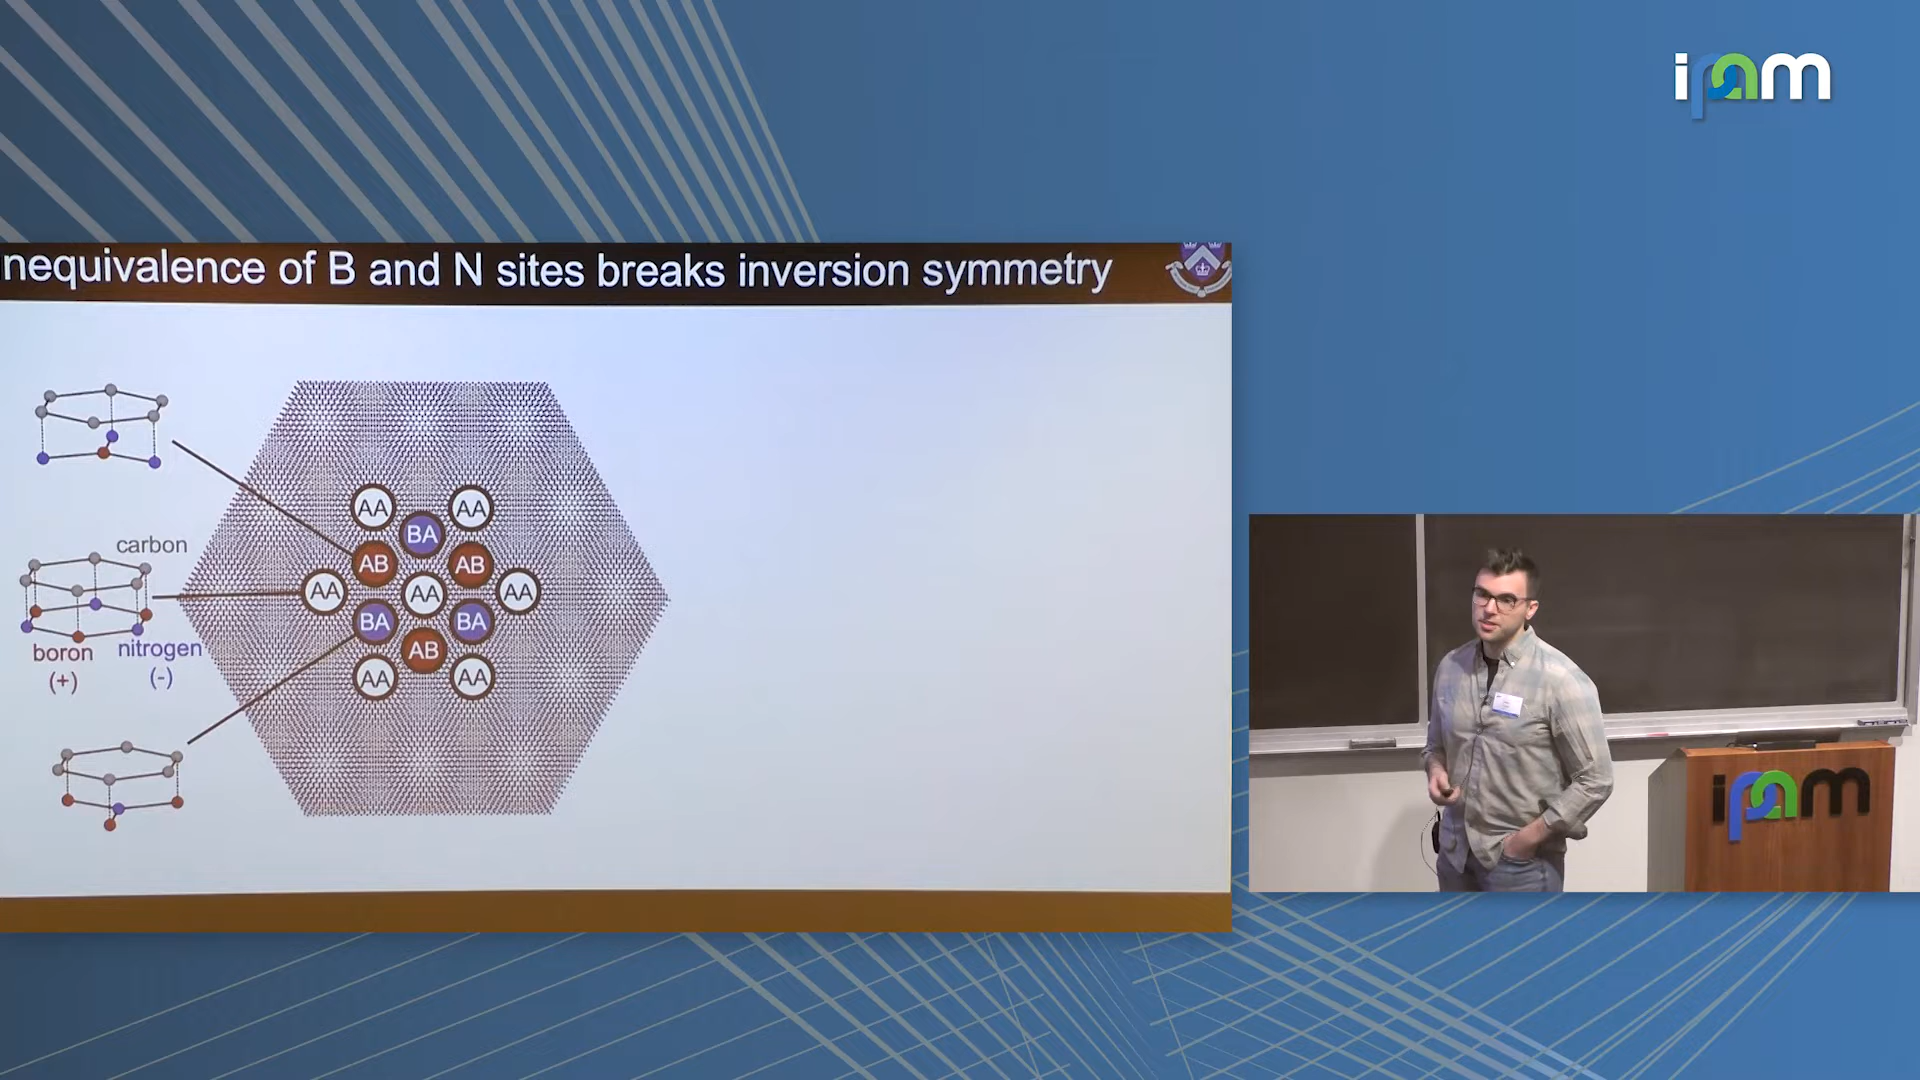 ipam
nequivalence of B and N sites breaks inversion symmetry
AA AA
BA
AB AB
carbon
AA AA AA
BA BA
boron nitrogen
(+) (-)
AB
AA AA
ipam